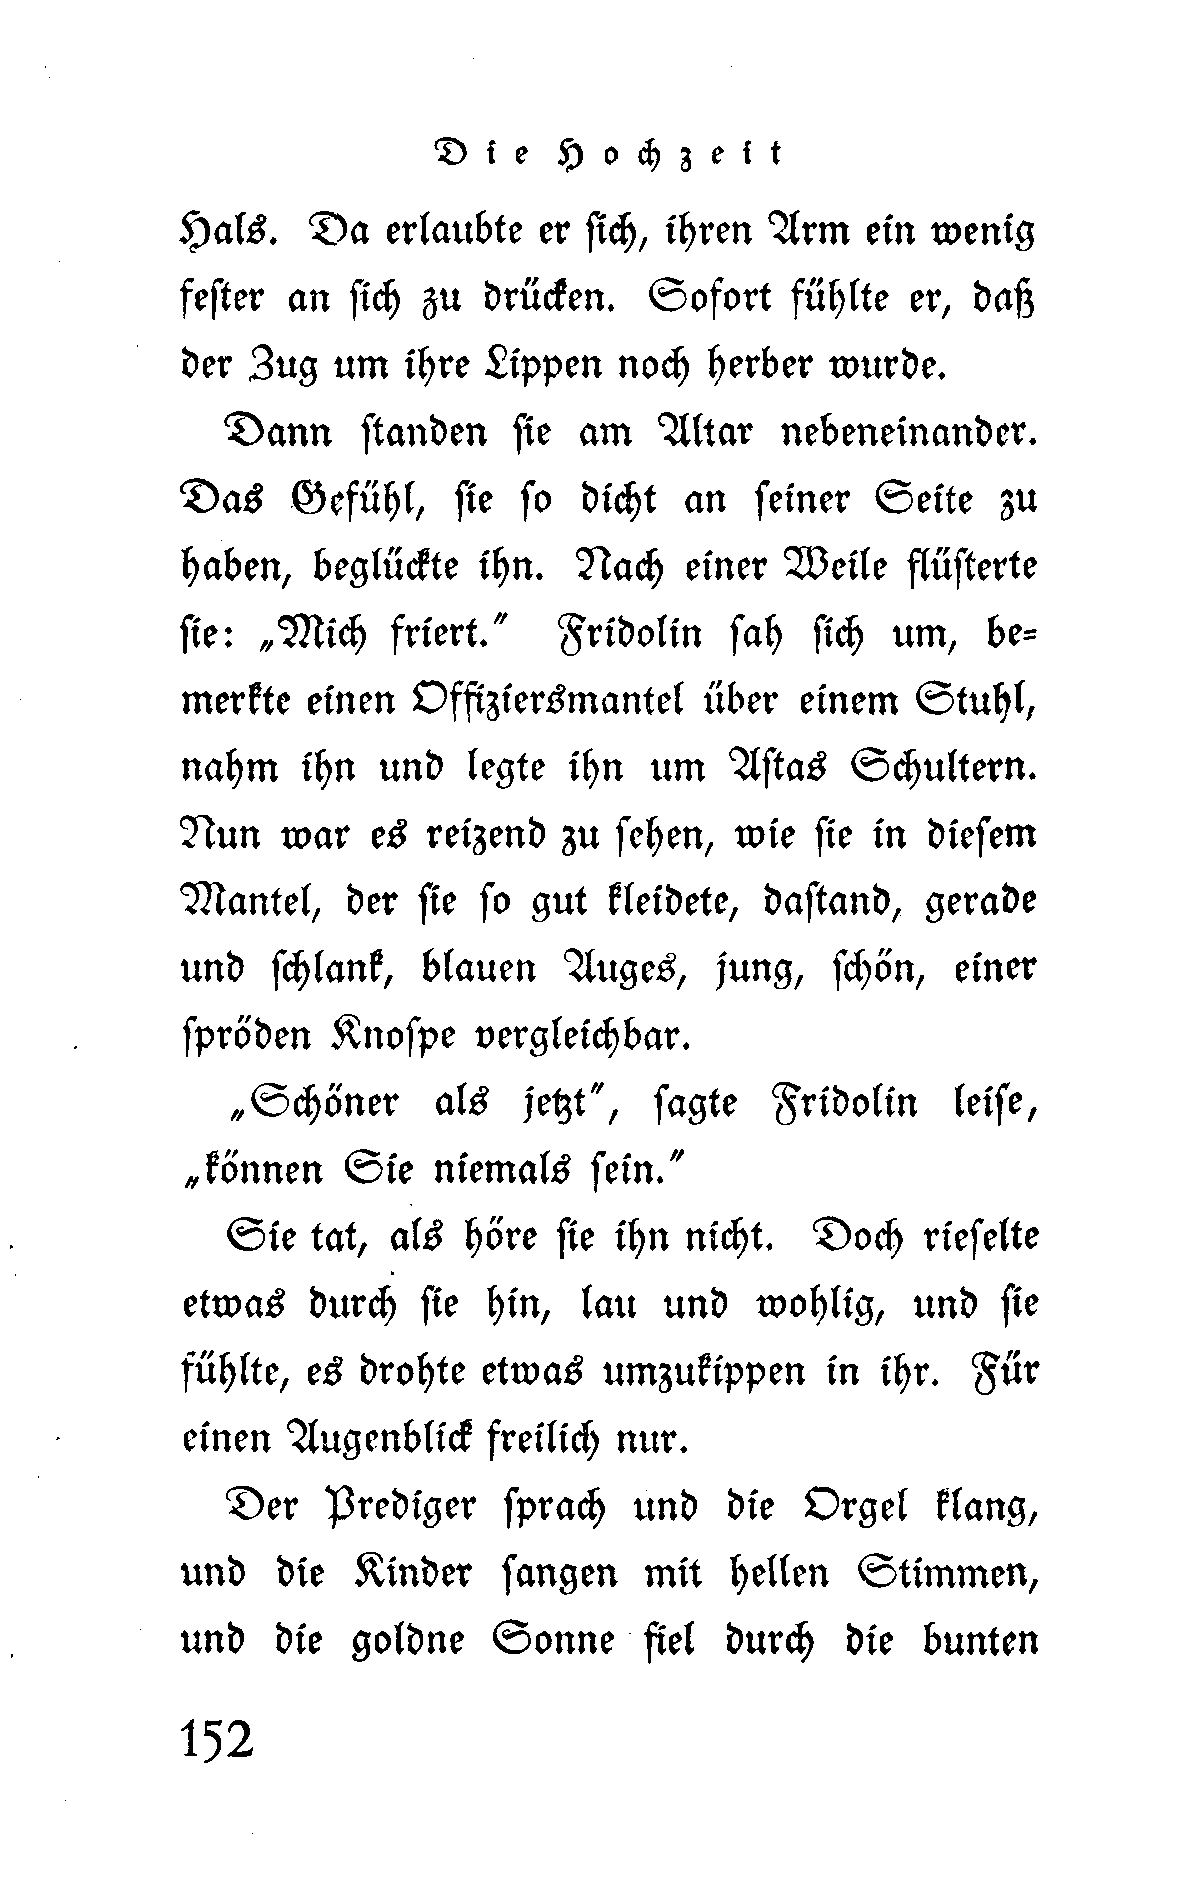 Die Hochzeit
Hals. Da erlaubte er sich, ihren Arm ein wenig
fester an sich zu drücken. Sofort fühlte er, daß
der Zug um ihre Lippen noch herber wurde.
Dann standen sie am Altar nebeneinander.
Das Gefühl, sie so dicht an seiner Seite zu
haben, beglückte ihn. Nach einer Weile flüsterte
sie: „Mich friert.“ Fridolin sah sich um, be-
merkte einen Offiziersmantel über einem Stuhl,
nahm ihn und legte ihn um Astas Schultern.
Nun war es reizend zu sehen, wie sie in diesem
Mantel, der sie so gut kleidete, dastand, gerade
und schlank, blauen Auges, jung, schön, einer
spröden Knospe vergleichbar.
„Schöner als jetzt“, sagte Fridolin leise,
„können Sie niemals sein.“
Sie tat, als höre sie ihn nicht. Doch rieselte
etwas durch sie hin, lau und wohlig, und sie
fühlte, es drohte etwas umzukippen in ihr. Für
einen Augenblick freilich nur.
Der Prediger sprach und die Orgel klang,
und die Kinder sangen mit hellen Stimmen,
und die goldne Sonne fiel durch die bunten
152